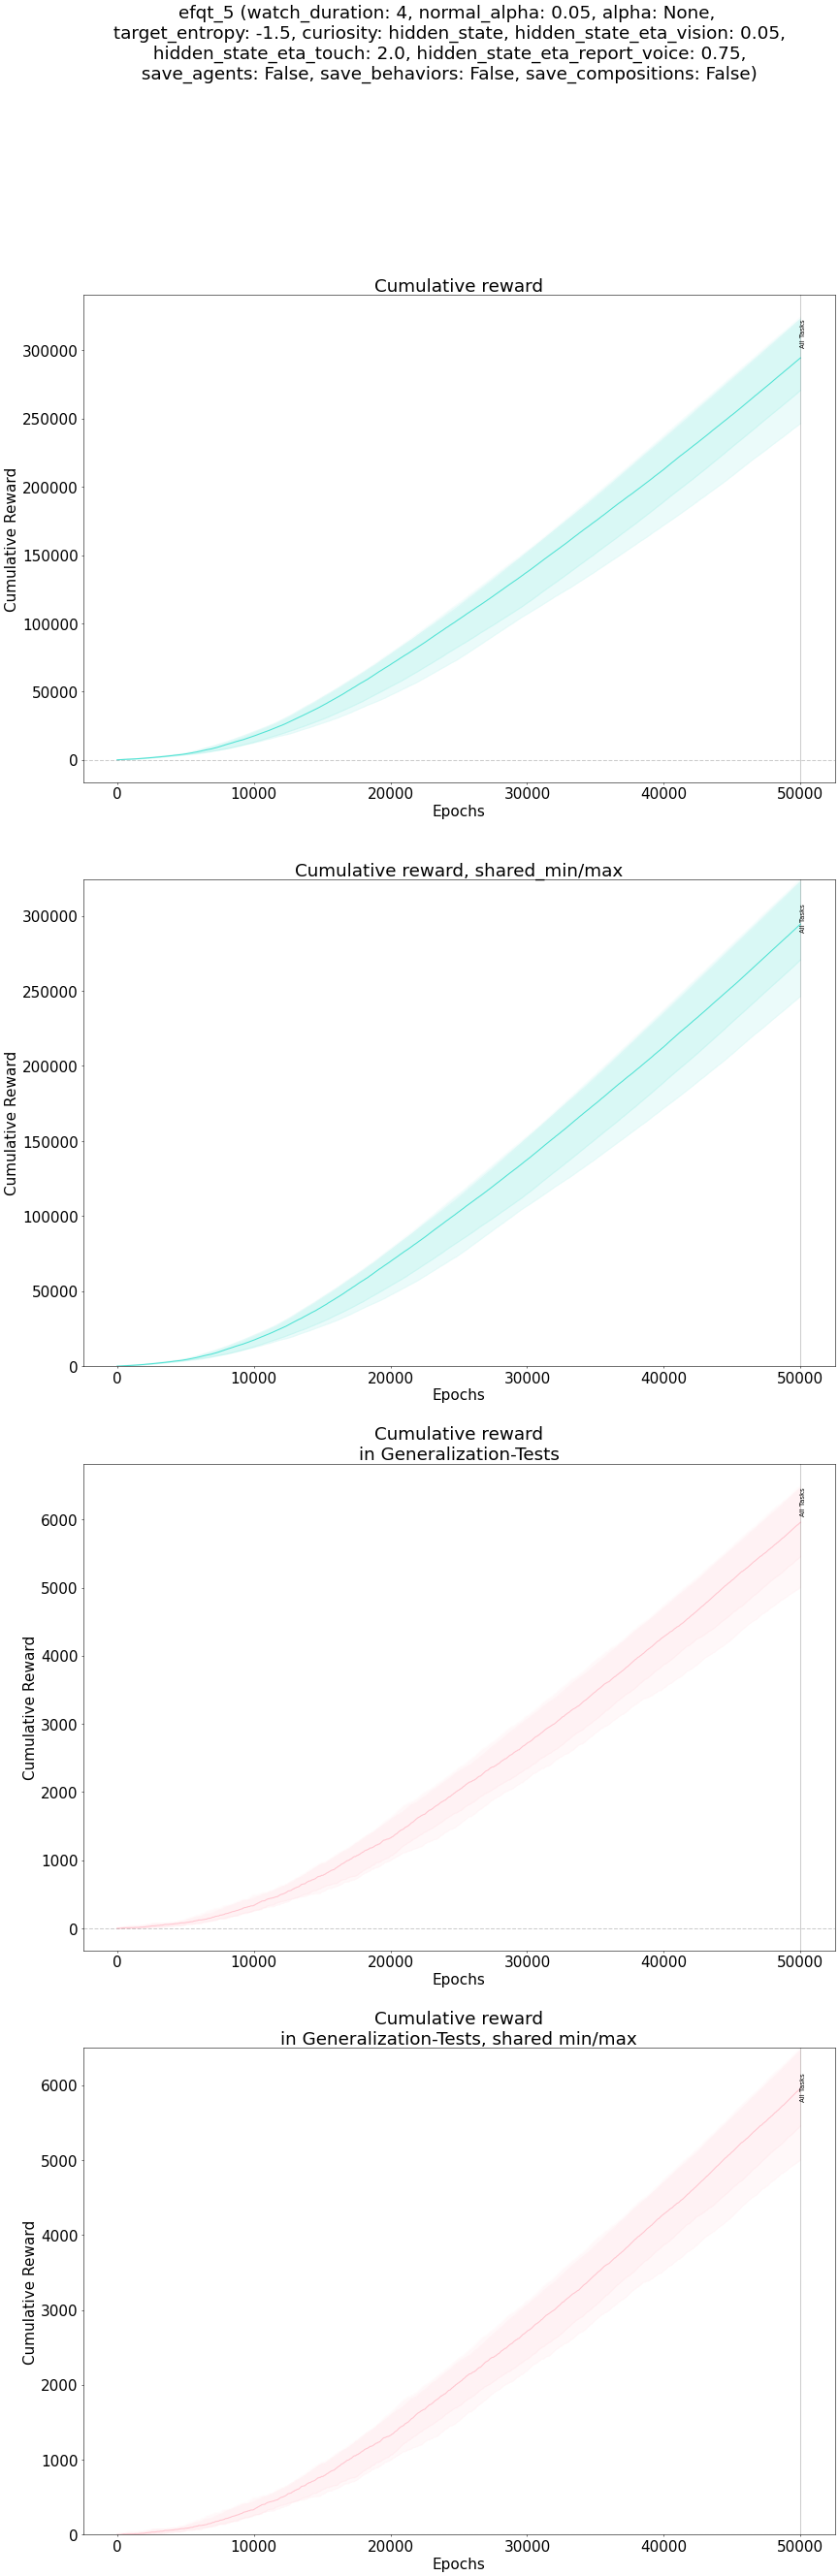 efqt_5 (watch_duration: 4, normal_alpha: 0.05, alpha: None,
target_entropy: -1.5, curiosity: hidden_state, hidden_state_eta_vision: 0.05,
hidden_state_eta_touch: 2.0, hidden_state_eta_report_voice: 0.75,
save_agents: False, save_behaviors: False, save_compositions: False)
Cumulative reward
All Tasks
300000
250000
200000
150000
100000
50000
0
Cumulative Reward
0 10000 20000 30000 40000 50000
Epochs
Cumulative reward, shared_min/max
All Tasks
300000
250000
200000
150000
100000
50000
0
Cumulative Reward
0 10000 20000 30000 40000 50000
Epochs
Cumulative reward
in Generalization-Tests
All Tasks
6000
5000
4000
3000
2000
1000
0
Cumulative Reward
0 10000 20000 30000 40000 50000
Epochs
Cumulative reward
in Generalization-Tests, shared min/max
All Tasks
6000
5000
4000
3000
2000
1000
0
Cumulative Reward
0 10000 20000 30000 40000 50000
Epochs